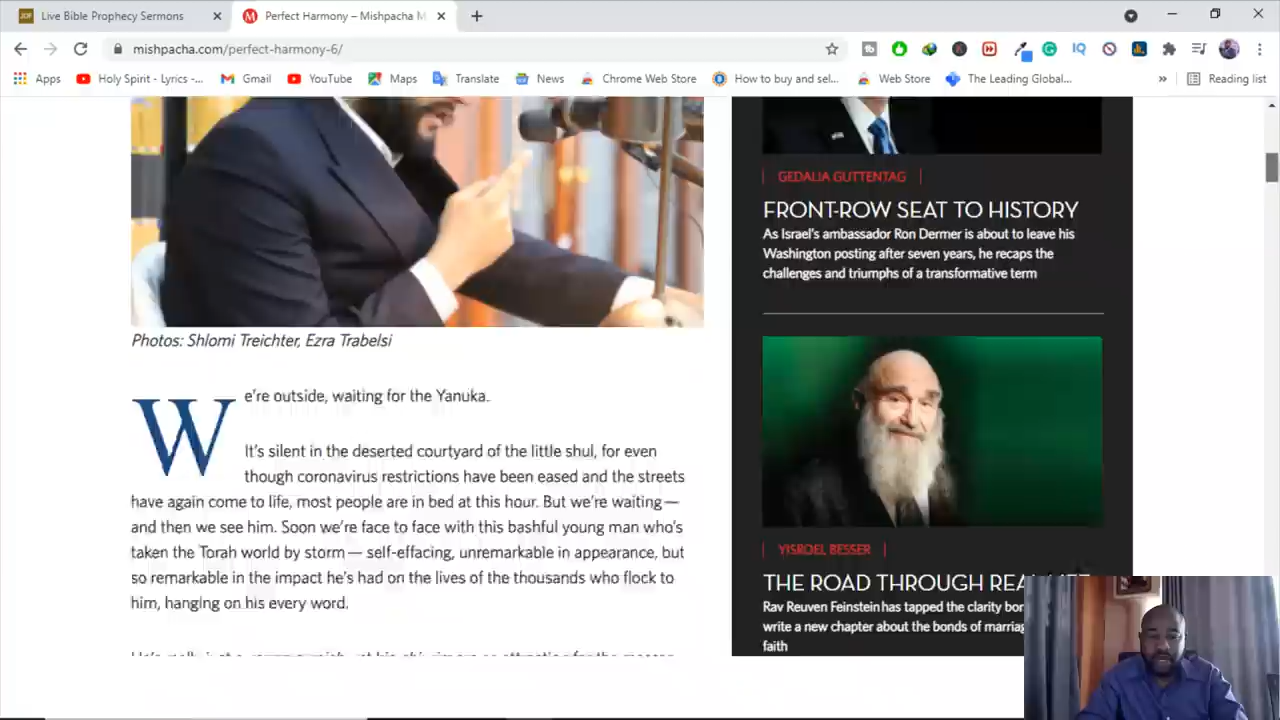 Live Bible Prophecy Sermons
Perfect Harmony – Mishpacha M
mishpacha.com/perfect-harmony-6/
Apps
Holy Spirit - Lyrics -...
Gmail
YouTube
Maps
Translate
News
Chrome Web Store
How to buy and sel...
Web Store
The Leading Global...
»
Reading list
Photos: Shlomi Treichter, Ezra Trabelsi
We're outside, waiting for the Yanuka.
It's silent in the deserted courtyard of the little shul, for even
though coronavirus restrictions have been eased and the streets
have again come to life, most people are in bed at this hour. But we're waiting—
and then we see him. Soon we're face to face with this bashful young man who's
taken the Torah world by storm— self-effacing, unremarkable in appearance, but
so remarkable in the impact he's had on the lives of the thousands who flock to
him, hanging on his every word.
GEDALIA GUTTENTAG
FRONT-ROW SEAT TO HISTORY
As Israel's ambassador Ron Dermer is about to leave his
Washington posting after seven years, he recaps the
challenges and triumphs of a transformative term
YISROEL BESSER
THE ROAD THROUGH
Rav Reuven Feinstein has tapped the clarity
write a new chapter about the bonds of
faith